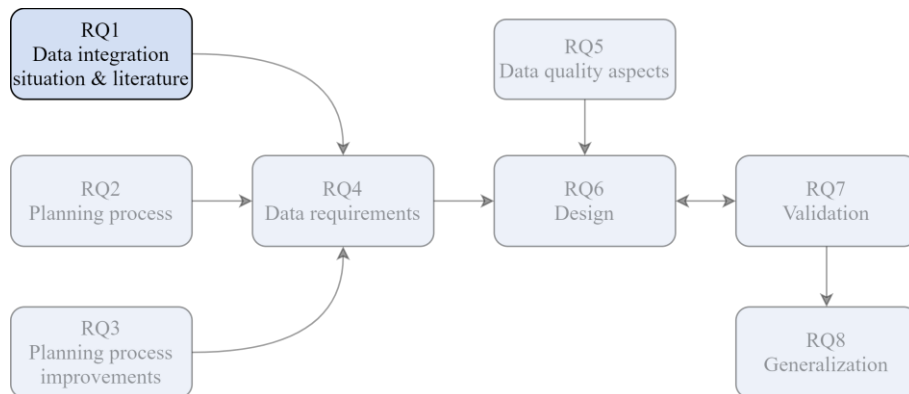 RQ1
Data integration
situation & literature
RQ5
Data quality aspects
RQ2
Planning process
RQ4
Data requirements
RQ6
Design
RQ7
Validation
RQ3
Planning process
improvements
RQ8
Generalization